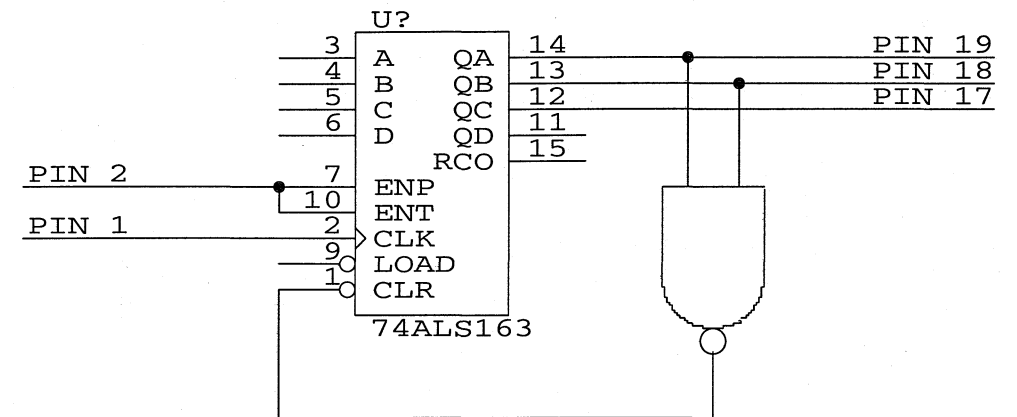 U?
3 A QA 14 PIN 19
4 B QB 13 PIN 18
5 C QC 12 PIN 17
6 D QD 11
RCO 15
PIN 2 7 ENP
10 ENT
PIN 1 2 CLK
9 LOAD
1 CLR
74ALS163